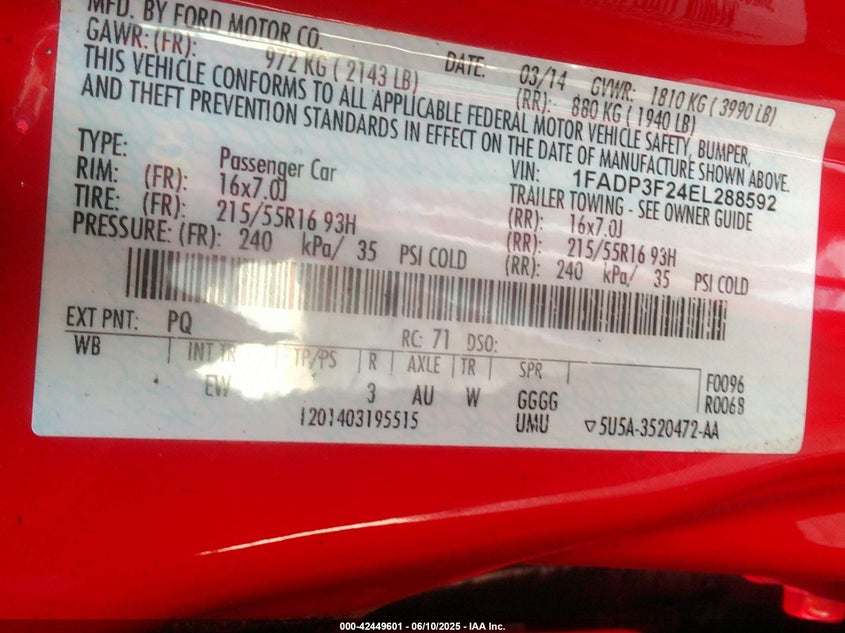 MFD. BY FORD MOTOR CO.
DATE: 03/14 GVWR: 1810 KG ( 3990 LB)
GAWR: (FR): 972 KG ( 2143 LB) (RR): 880 KG ( 1940 LB)
THIS VEHICLE CONFORMS TO ALL APPLICABLE FEDERAL MOTOR VEHICLE SAFETY, BUMPER,
AND THEFT PREVENTION STANDARDS IN EFFECT ON THE DATE OF MANUFACTURE SHOWN ABOVE.
VIN: 1FADP3F24EL288592
TYPE: Passenger Car TRAILER TOWING - SEE OWNER GUIDE
RIM: (FR): 16x7.0J (RR): 16x7.0J
TIRE: (FR): 215/55R16 93H (RR): 215/55R16 93H
PRESSURE: (FR): 240 kPa/ 35 PSI COLD (RR): 240 kPa/ 35 PSI COLD
EXT PNT: PQ RC: 71 DSO:
WB INT TR TP/PS R AXLE TR SPR
EW 3 AU W GGGG F0096
UMU R0068
1201403195515 ▽5U5A-3520472-AA
000-42449601 - 06/10/2025 - IAA Inc.